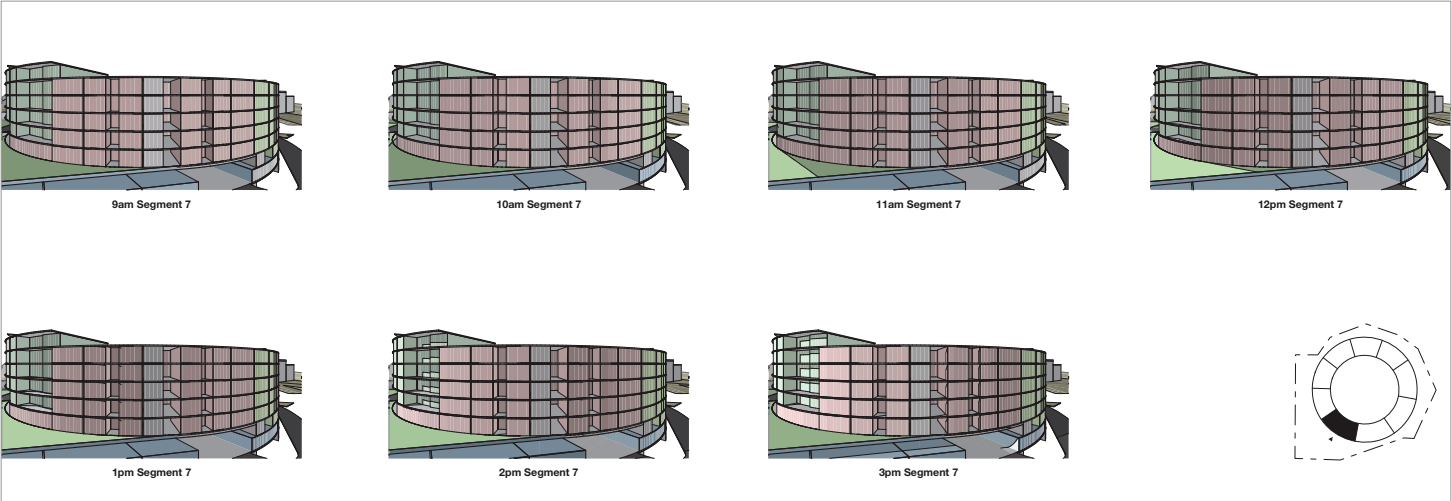 9am Segment 7
10am Segment 7
11am Segment 7
12pm Segment 7
1pm Segment 7
2pm Segment 7
3pm Segment 7